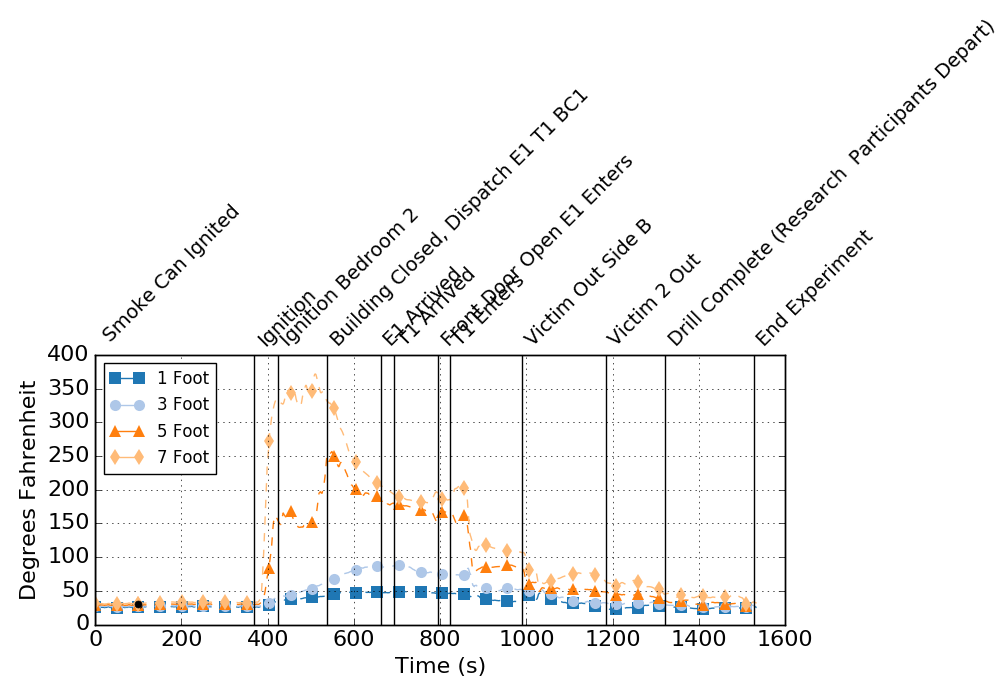 Smoke Can Ignited
Ignition
Ignition Bedroom 2
Building Closed, Dispatch E1 T1 BC1
E1 Arrived
T1 Arrived
Front Door Open E1 Enters
T1 Enters
Victim Out Side B
Victim 2 Out
Drill Complete (Research  Participants Depart)
End Experiment
Degrees Fahrenheit
400
350
300
250
200
150
100
50
0
1 Foot
3 Foot
5 Foot
7 Foot
0 200 400 600 800 1000 1200 1400 1600
Time (s)